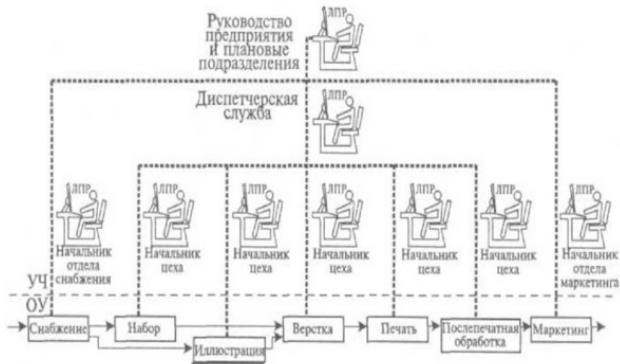 Руководство
предприятия
и плановые
подразделения
ЛПР
Диспетчерская
служба
ЛПР
ЛПР
ЛПР
ЛПР
ЛПР
ЛПР
ЛПР
ЛПР
Начальник
отдела
снабжения
Начальник
цеха
Начальник
цеха
Начальник
цеха
Начальник
цеха
Начальник
цеха
Начальник
отдела
маркетинга
УЧ
ОУ
Снабжение
Набор
Иллюстрация
Верстка
Печать
Послепечатная
обработка
Маркетинг